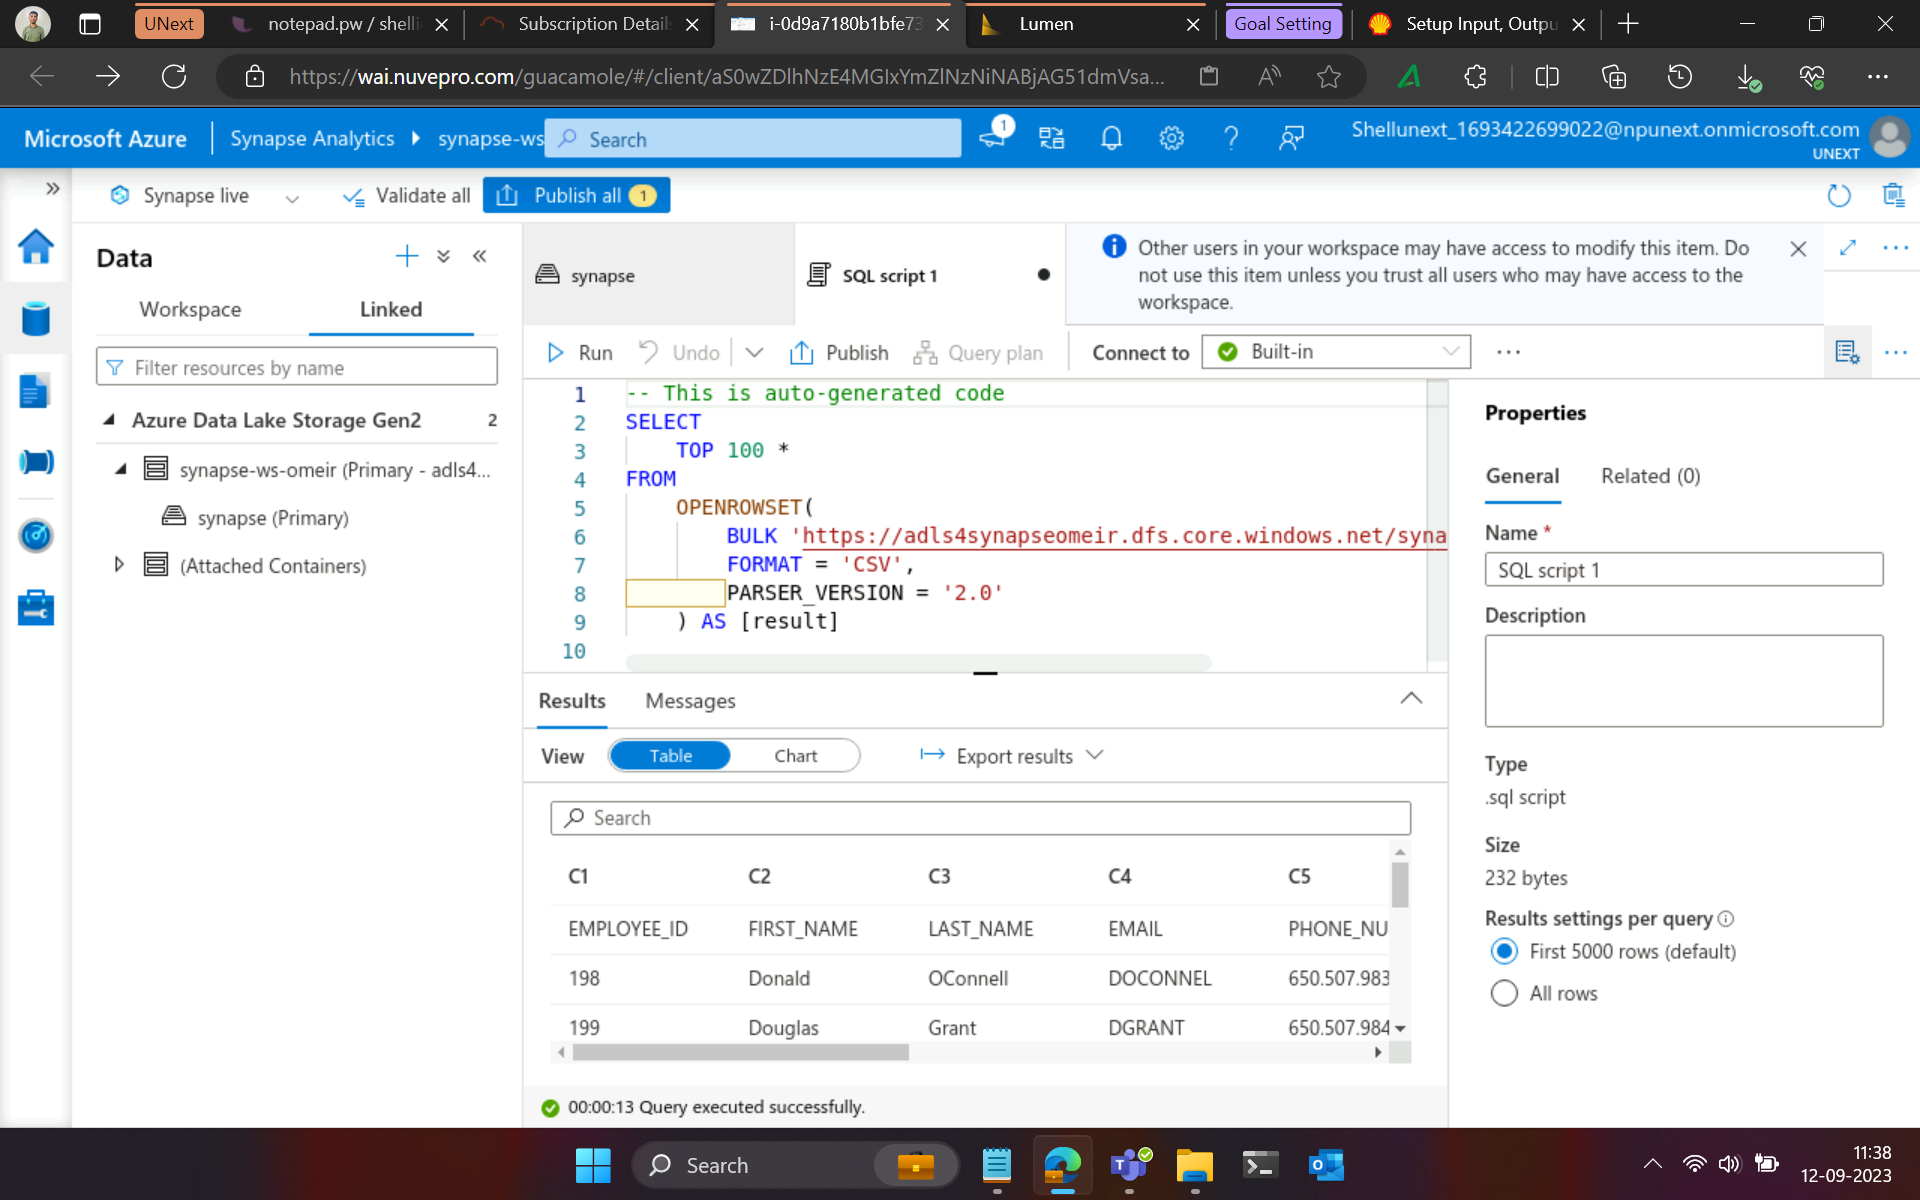 UNext
notepad.pw / shelli
Subscription Details
i-0d9a7180b1bfe73
Lumen
Goal Setting
Setup Input, Outpu
https://wai.nuvepro.com/guacamole/#/client/aS0wZDlhNzE4MGIxYmZlNzNiNABjAG51dmVsa...
Microsoft Azure
Synapse Analytics
synapse-ws
Search
1
Shellunext_1693422699022@npunext.onmicrosoft.com
UNEXT
Synapse live
Validate all
Publish all 1
Data
Workspace
Linked
Filter resources by name
Azure Data Lake Storage Gen2 2
synapse-ws-omeir (Primary - adls4...
synapse (Primary)
(Attached Containers)
synapse
SQL script 1
Other users in your workspace may have access to modify this item. Do
not use this item unless you trust all users who may have access to the
workspace.
Run
Undo
Publish
Query plan
Connect to
Built-in
1 -- This is auto-generated code
2 SELECT
3 TOP 100 *
4 FROM
5 OPENROWSET(
6 BULK 'https://adls4synapseomeir.dfs.core.windows.net/syna
7 FORMAT = 'CSV',
8 PARSER_VERSION = '2.0'
9 ) AS [result]
10
Results
Messages
View
Table
Chart
Export results
Search
C1 C2 C3 C4 C5
EMPLOYEE_ID FIRST_NAME LAST_NAME EMAIL PHONE_NU
198 Donald OConnell DOCONNEL 650.507.983
199 Douglas Grant DGRANT 650.507.984
00:00:13 Query executed successfully.
Properties
General
Related (0)
Name *
SQL script 1
Description
Type
.sql script
Size
232 bytes
Results settings per query
First 5000 rows (default)
All rows
Search
11:38
12-09-2023